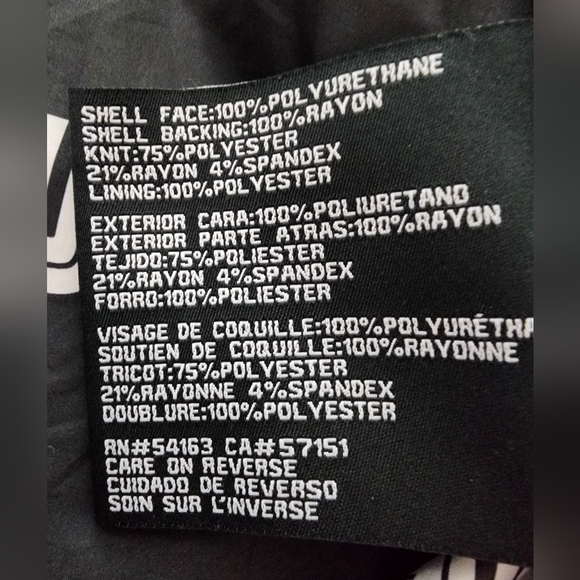 SHELL FACE:100%POLYURETHANE
SHELL BACKING:100%RAYON
KNIT:75%POLYESTER
21%RAYON 4%SPANDEX
LINING:100%POLYESTER
EXTERIOR CARA:100%POLIURETANO
EXTERIOR PARTE ATRAS:100%RAYON
TEJIDO:75%POLIESTER
21%RAYON 4%SPANDEX
FORRO:100%POLIESTER
VISAGE DE COQUILLE:100%POLYURÉTHA
SOUTIEN DE COQUILLE:100%RAYONNE
TRICOT:75%POLYESTER
21%RAYONNE 4%SPANDEX
DOUBLURE:100%POLYESTER
RN#54163 CA#57151
CARE ON REVERSE
CUIDADO DE REVERSO
SOIN SUR L'INVERSE